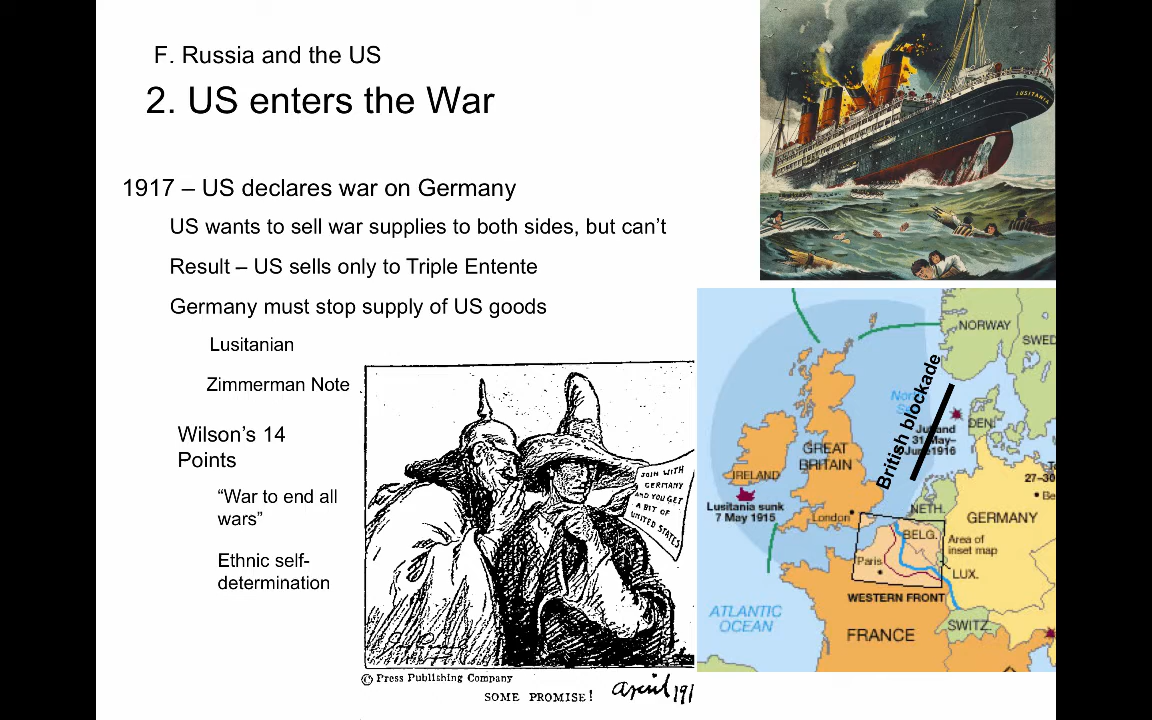 F. Russia and the US
2. US enters the War
1917 – US declares war on Germany
US wants to sell war supplies to both sides, but can't
Result – US sells only to Triple Entente
Germany must stop supply of US goods
Lusitanian
Zimmerman Note
Wilson's 14
Points
“War to end all
wars”
Ethnic self-
determination
LUSITANIA
JOIN WITH
GERMANY
AND YOU GET
A BIT OF
UNITED STATES
© Press Publishing Company
SOME PROMISE!
April 191
NORWAY
SWED
British blockade
DEN.
31 May–
1916
GREAT
BRITAIN
IRELAND
Lusitania sunk
7 May 1915
London
NETH.
27–30
Be
GERMANY
BELG.
Area of
inset map
Paris
LUX.
WESTERN FRONT
ATLANTIC
OCEAN
SWITZ.
FRANCE